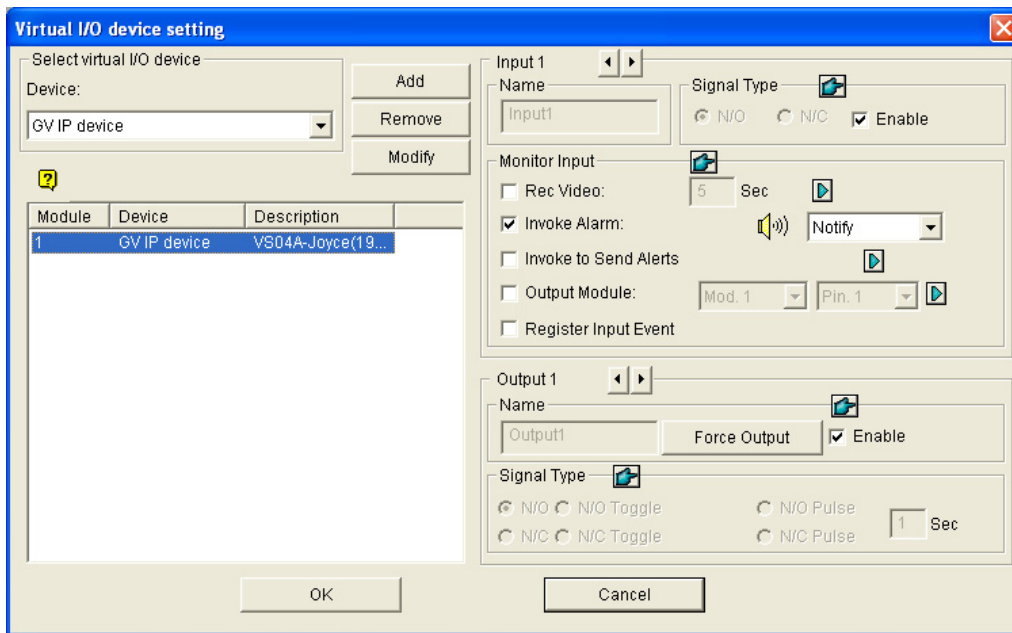 Virtual I/O device setting
Select virtual I/O device
Device:
GV IP device
Add
Remove
Modify
Module Device Description
1 GV IP device VS04A-Joyce(19...
Input 1
Name
Input1
Signal Type
N/O N/C Enable
Monitor Input
Rec Video: 5 Sec
Invoke Alarm: Notify
Invoke to Send Alerts
Output Module: Mod. 1 Pin. 1
Register Input Event
Output 1
Name
Output1 Force Output Enable
Signal Type
N/O N/O Toggle N/O Pulse
N/C N/C Toggle N/C Pulse
1 Sec
OK Cancel